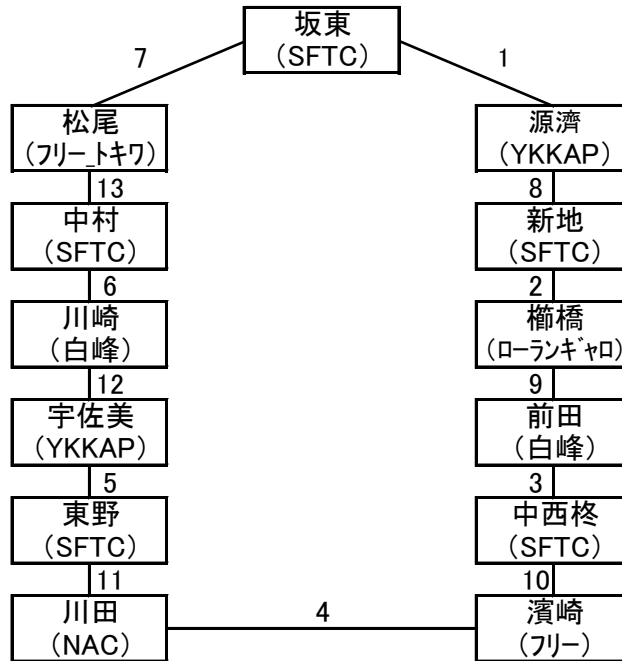 坂東
(SFTC)
7
1
松尾
(フリー_トキワ)
源濟
(YKKAP)
13
8
中村
(SFTC)
新地
(SFTC)
6
2
川崎
(白峰)
櫛橋
(ローランギャロ)
12
9
宇佐美
(YKKAP)
前田
(白峰)
5
3
東野
(SFTC)
中西柊
(SFTC)
11
10
川田
(NAC)
4
濱崎
(フリー)